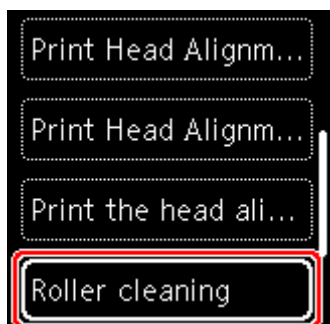 Print Head Alignm...
Print Head Alignm...
Print the head ali...
Roller cleaning